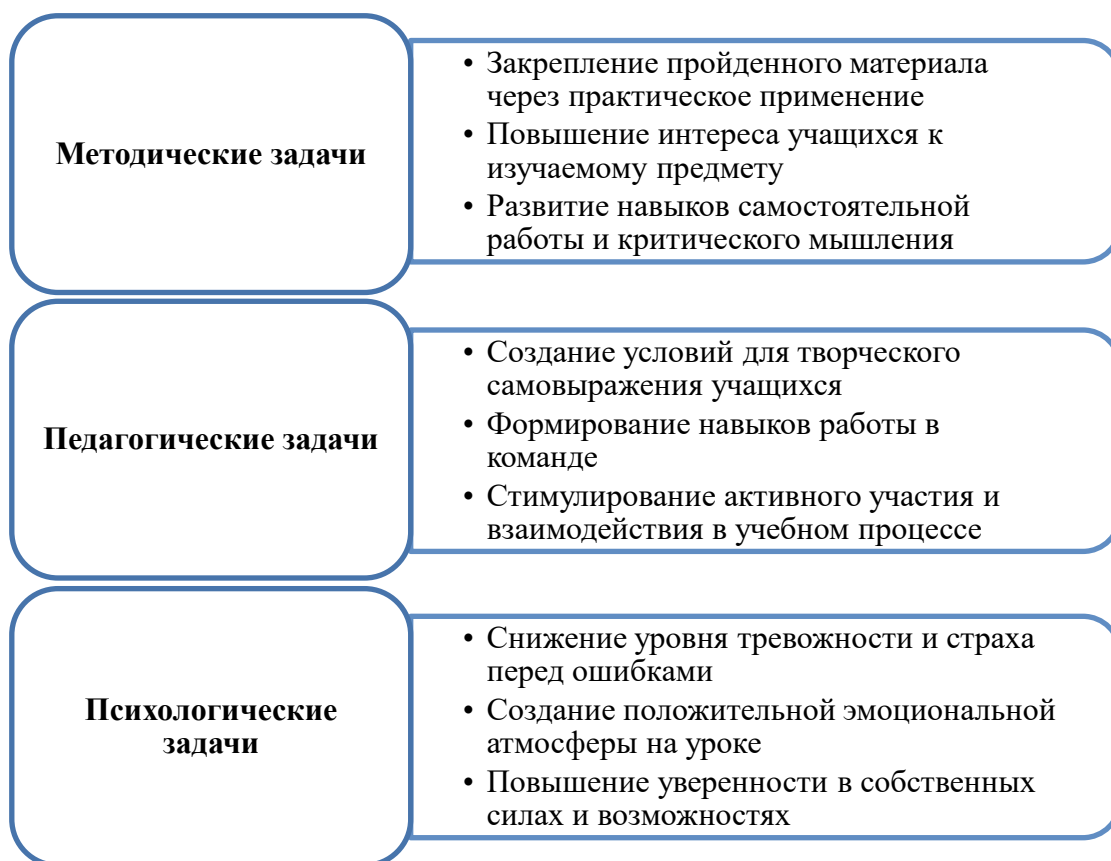 Методические задачи
• Закрепление пройденного материала
через практическое применение
• Повышение интереса учащихся к
изучаемому предмету
• Развитие навыков самостоятельной
работы и критического мышления
Педагогические задачи
• Создание условий для творческого
самовыражения учащихся
• Формирование навыков работы в
команде
• Стимулирование активного участия и
взаимодействия в учебном процессе
Психологические
задачи
• Снижение уровня тревожности и страха
перед ошибками
• Создание положительной эмоциональной
атмосферы на уроке
• Повышение уверенности в собственных
силах и возможностях